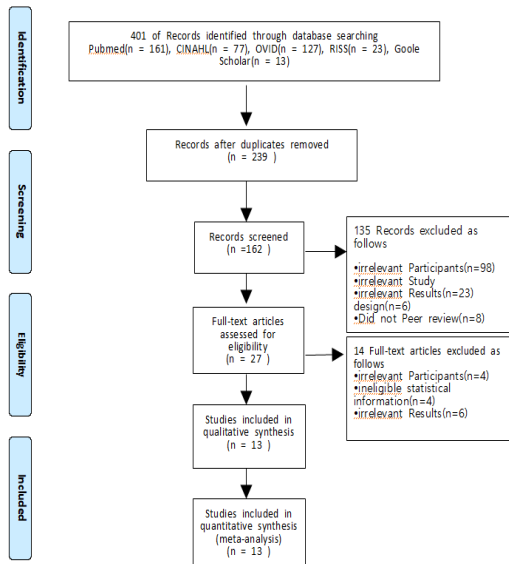 Identification
401 of Records identified through database searching
Pubmed(n = 161), CINAHL(n = 77), OVID(n = 127), RISS(n = 23), Goole
Scholar(n = 13)
Records after duplicates removed
(n = 239 )
Screening
Records screened
(n =162 )
135 Records excluded as
follows
•irrelevant Participants(n=98)
•irrelevant Study
•irrelevant Results(n=23)
design(n=6)
•Did not Peer review(n=8)
Eligibility
Full-text articles
assessed for
eligibility
(n = 27 )
14 Full-text articles excluded as
follows
•irrelevant Participants(n=4)
•ineligible statistical
information(n=4)
•irrelevant Results(n=6)
Studies included in
qualitative synthesis
(n = 13 )
Included
Studies included in
quantitative synthesis
(meta-analysis)
(n = 13 )